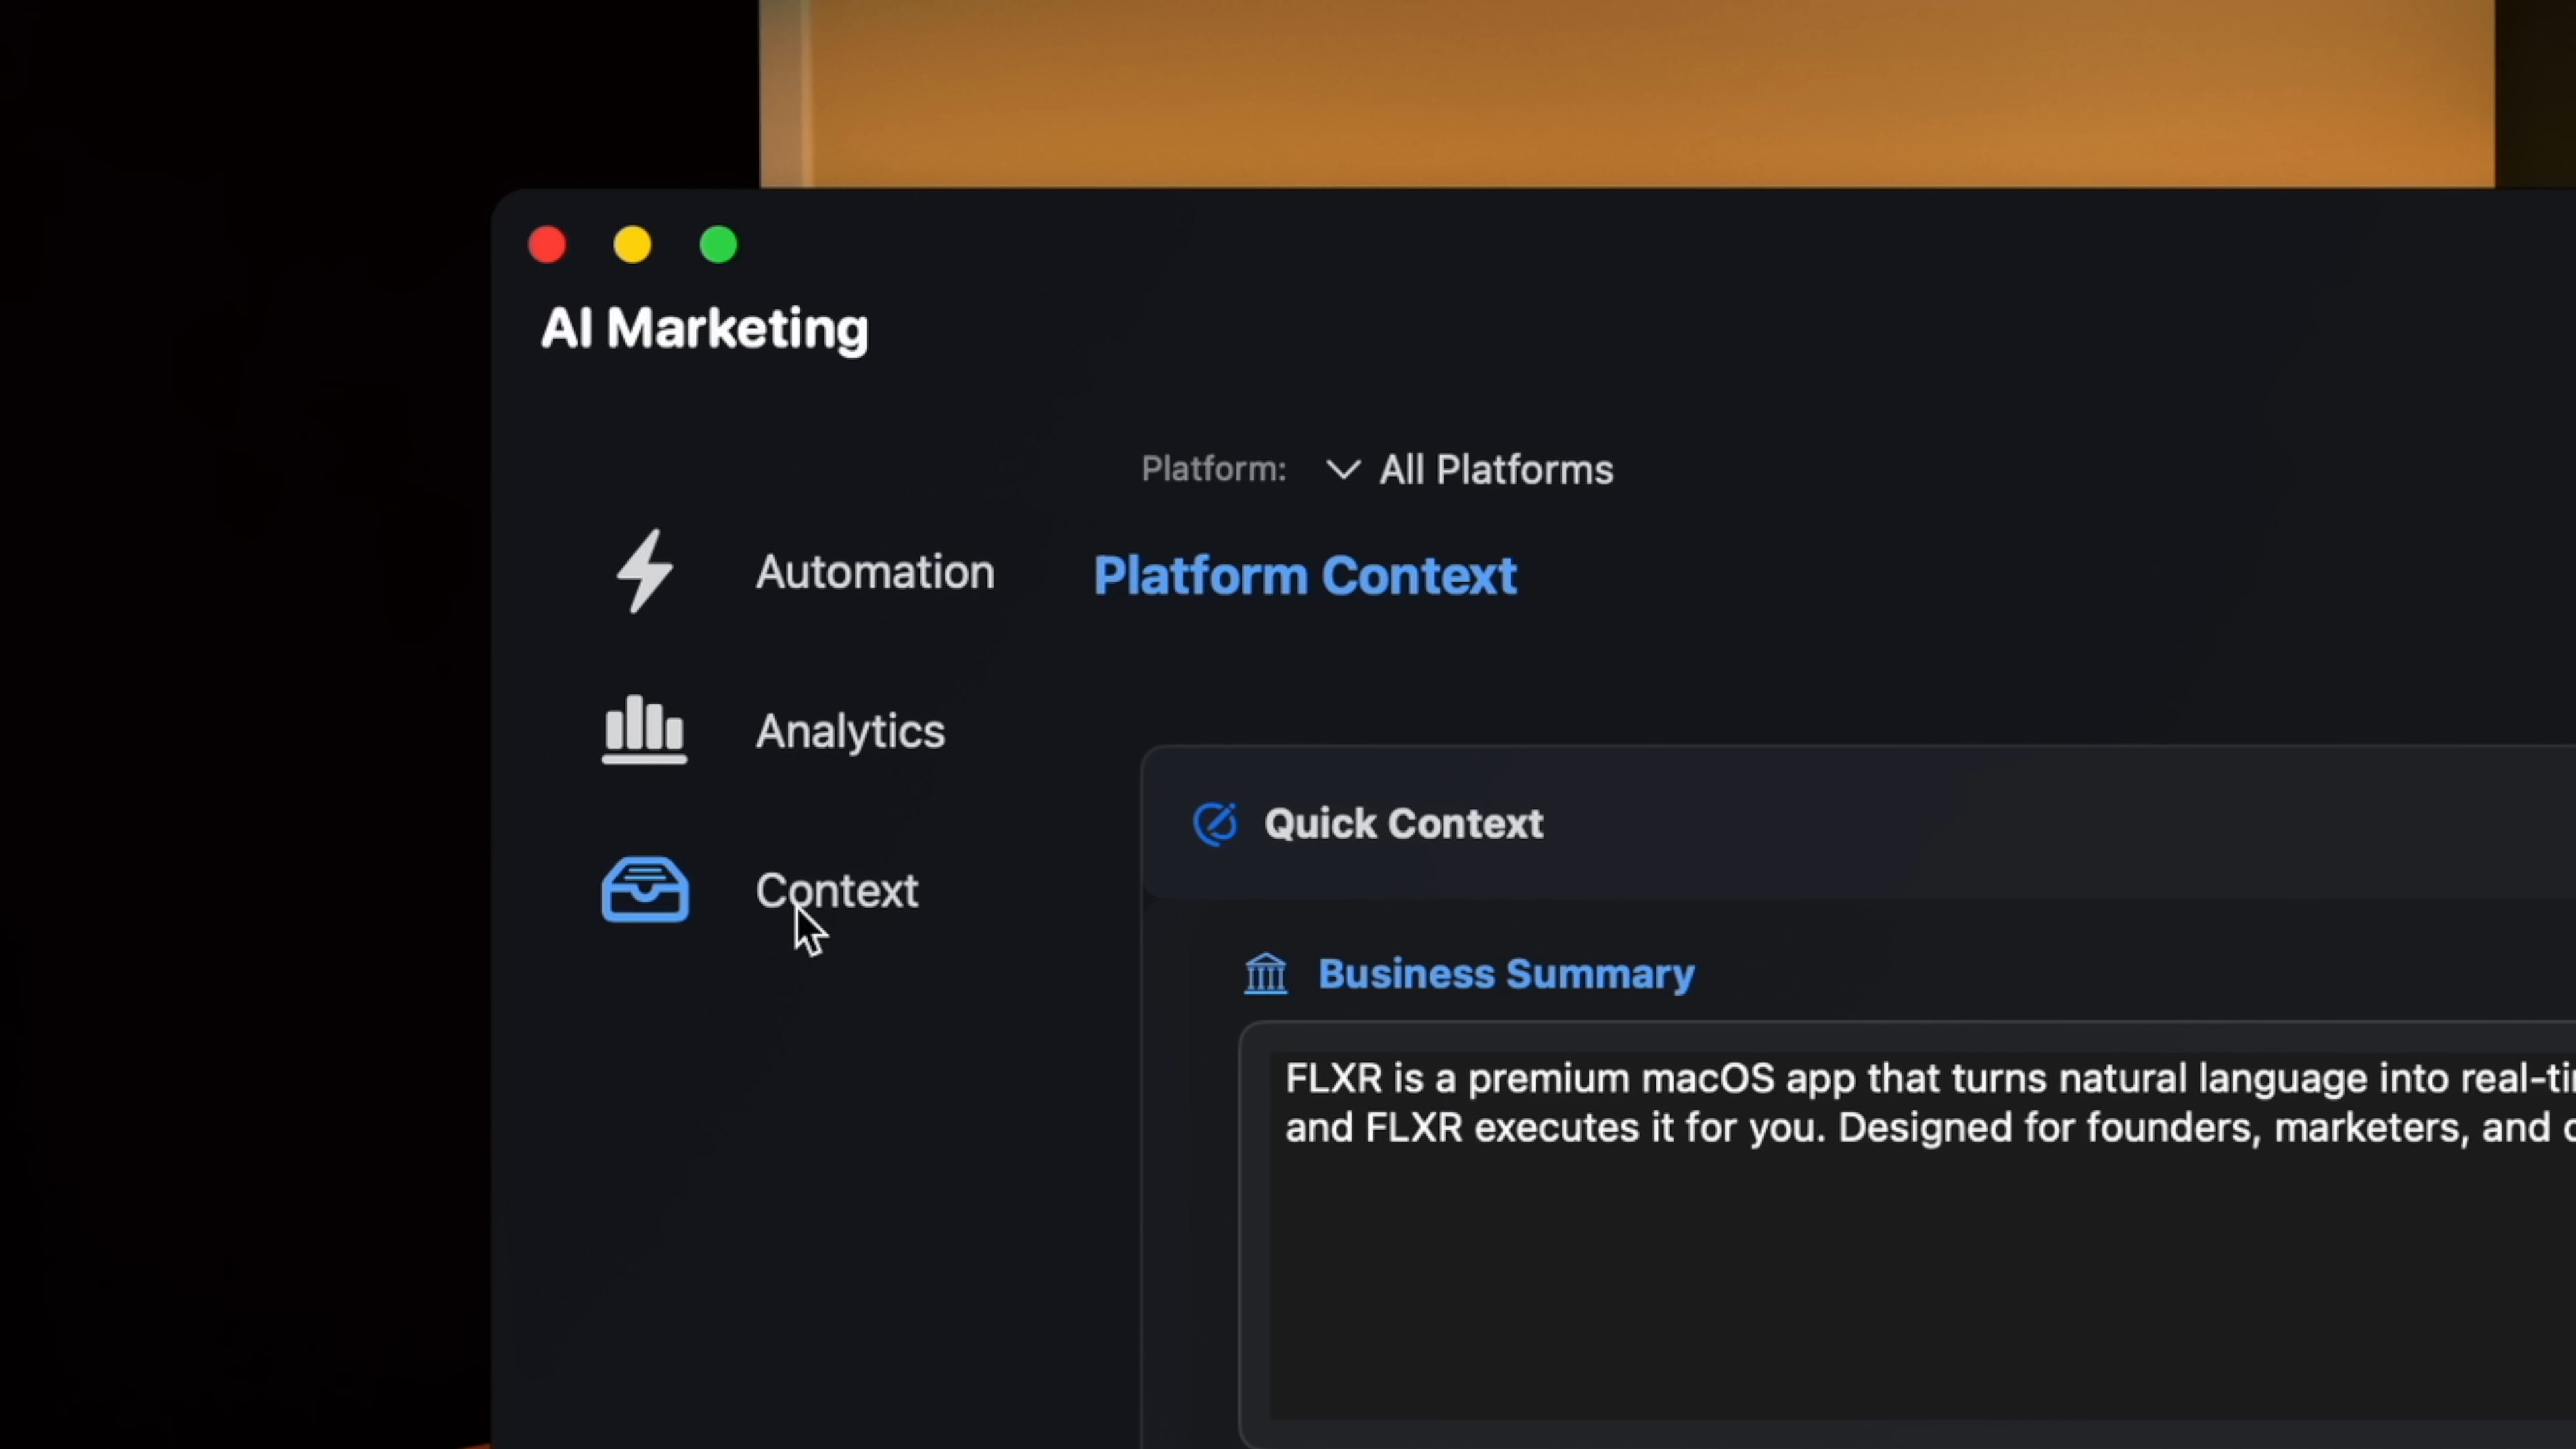 AI Marketing
Platform: All Platforms
Automation
Platform Context
Analytics
Quick Context
Context
Business Summary
FLXR is a premium macOS app that turns natural language into
and FLXR executes it for you. Designed for founders, marketers, and